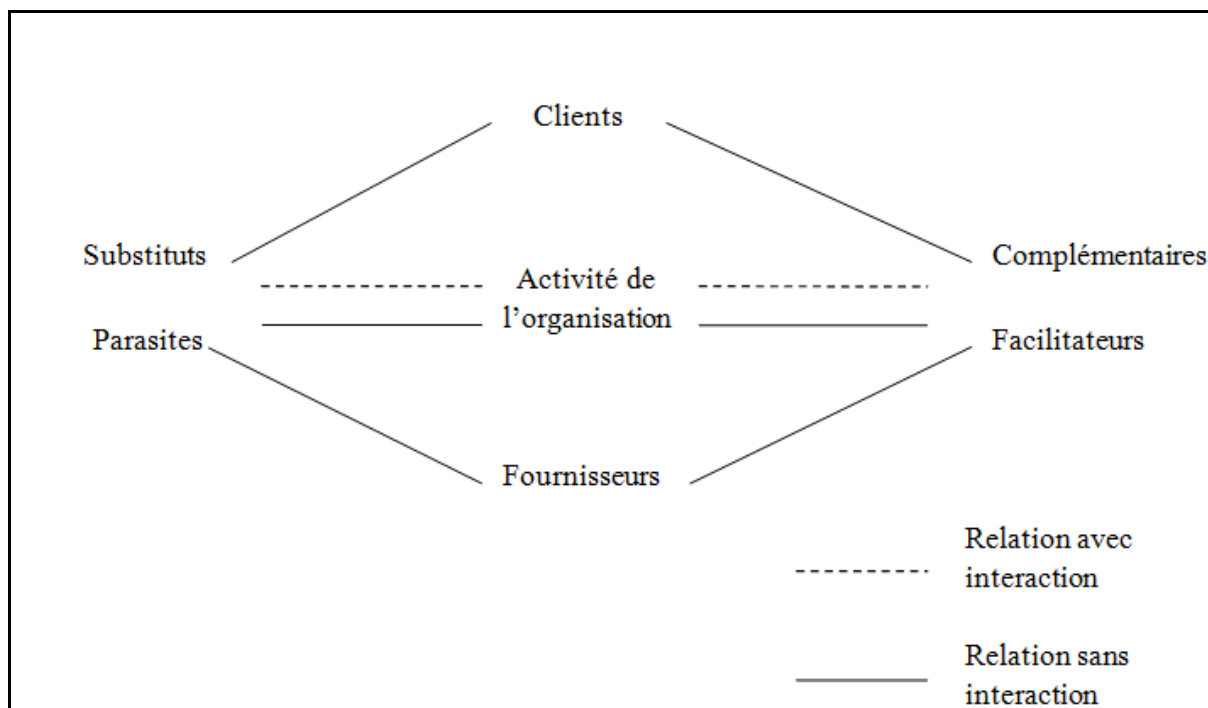 Clients
Substituts
Complémentaires
Activité de
l’organisation
Parasites
Facilitateurs
Fournisseurs
Relation avec
interaction
Relation sans
interaction